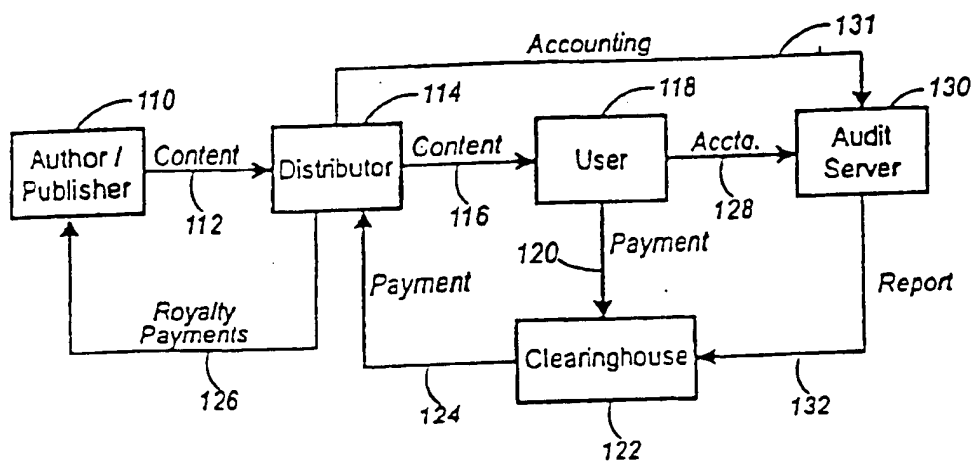 Accounting
131
110
114
118
130
Author /
Publisher
Content
112
Distributor
Content
116
User
Accta.
128
Audit
Server
120
Payment
Payment
Report
Royalty
Payments
126
124
Clearinghouse
122
132